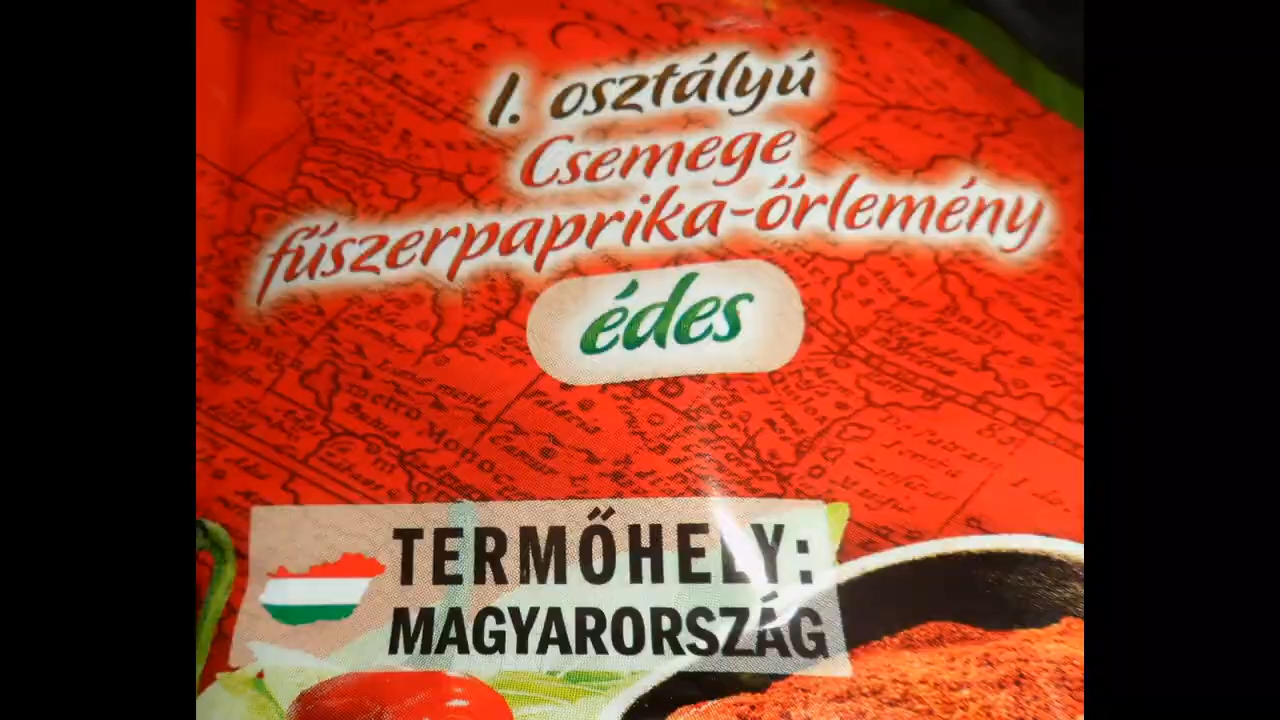 I. osztályú
Csemege
fűszerpaprika-őrlemény
édes
TERMŐHELY:
MAGYARORSZÁG